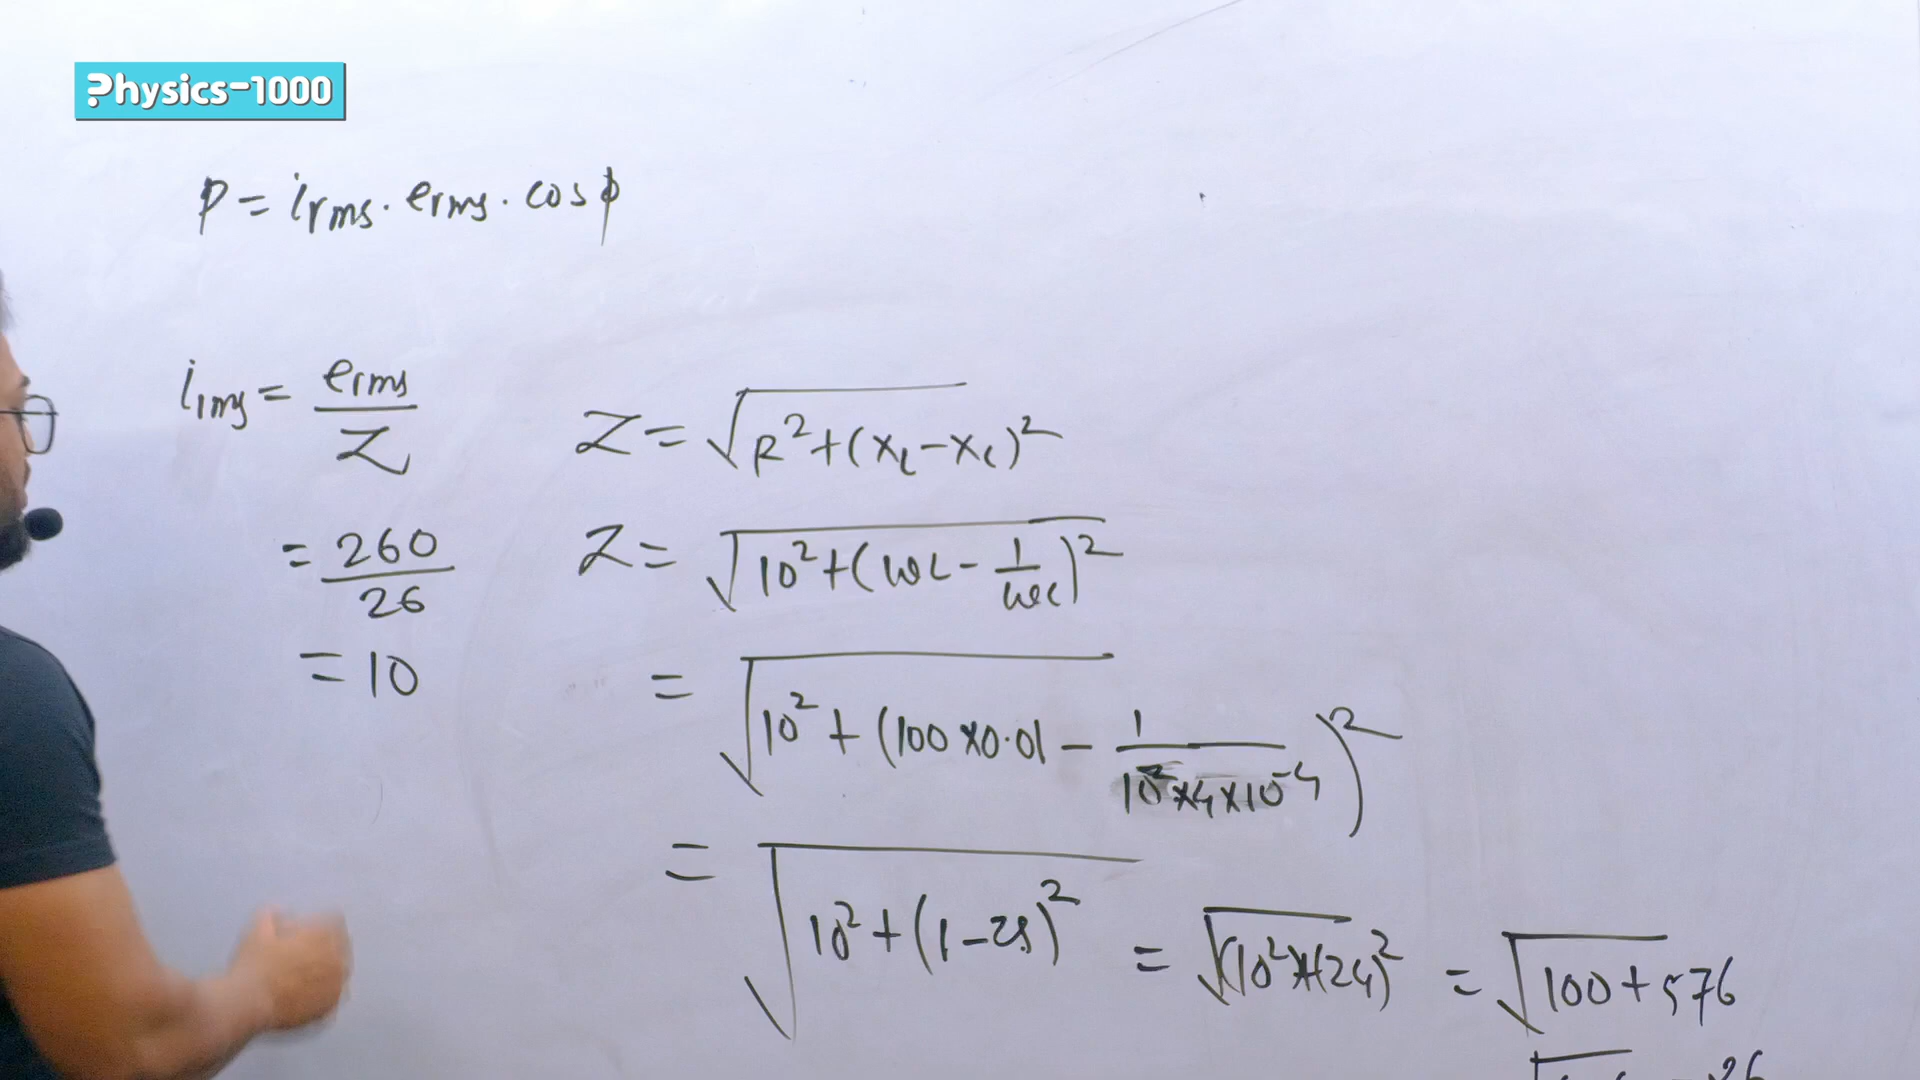 Physics-1000
P = irms . erms . cosϕ
irms = erms / Z
Z = √(R² + (XL - XC)²)
= 260 / 26
Z = √(10² + (ωL - 1/ωC)²)
= 10
= √(10² + (100 × 0.01 - 1/(10² × 4 × 10⁻⁴))²)
= √(10² + (1 - 25)²) = √(10² + (24)² = √(100 + 576